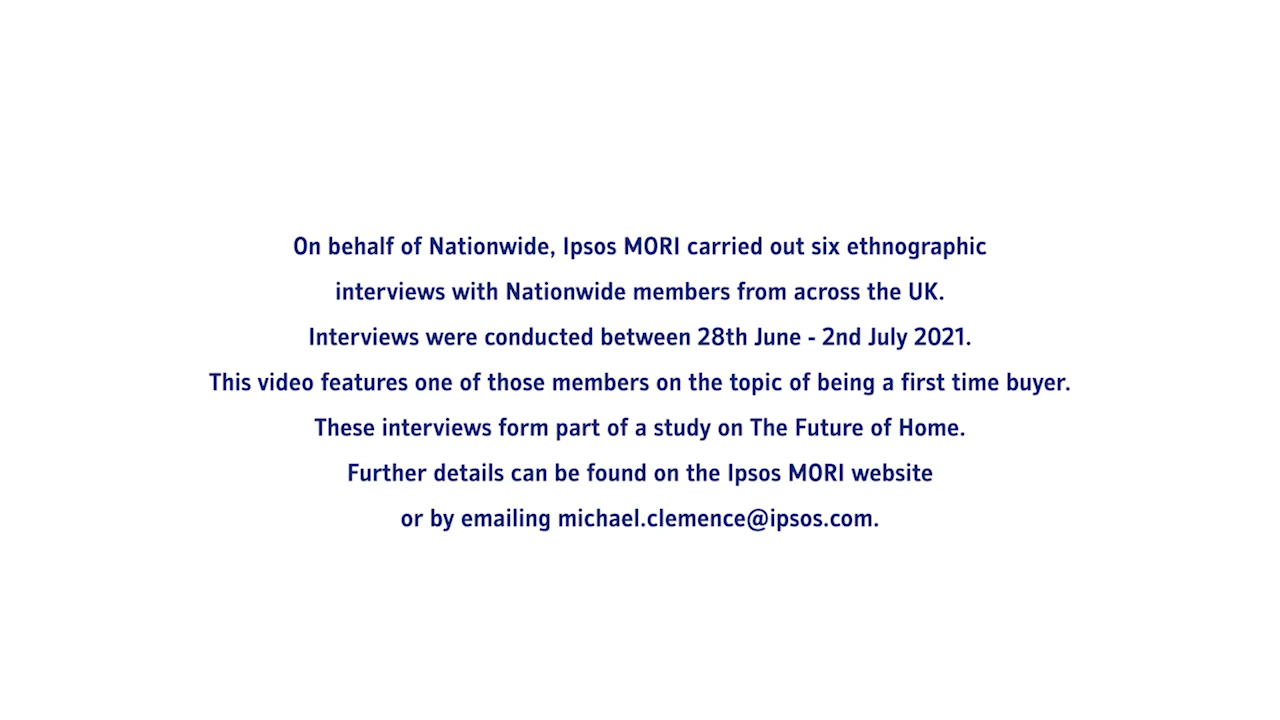 On behalf of Nationwide, Ipsos MORI carried out six ethnographic
interviews with Nationwide members from across the UK.
Interviews were conducted between 28th June - 2nd July 2021.
This video features one of those members on the topic of being a first time buyer.
These interviews form part of a study on The Future of Home.
Further details can be found on the Ipsos MORI website
or by emailing michael.clemence@ipsos.com.